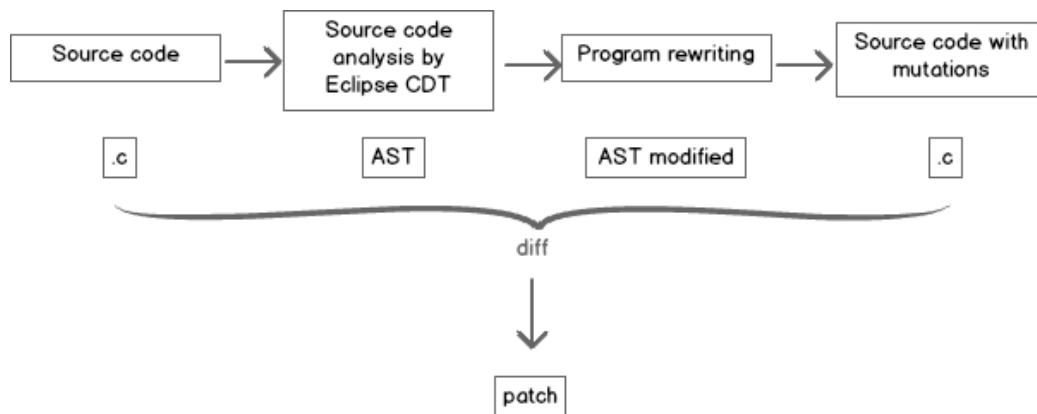 Source code
Source code
analysis by
Eclipse CDT
Program rewriting
Source code with
mutations
.c
AST
AST modified
.c
diff
patch